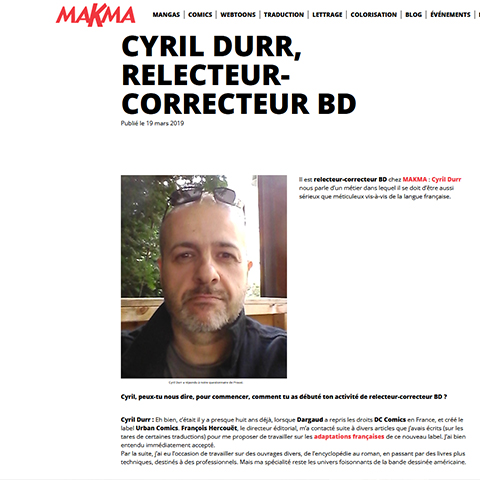 MAKMA
MANGAS | COMICS | WEBTOONS | TRADUCTION | LETTRAGE | COLORISATION | BLOG | ÉVÉNEMENTS
CYRIL DURR,
RELECTEUR-
CORRECTEUR BD
Publié le 19 mars 2019
Il est relecteur-correcteur BD chez MAKMA : Cyril Durr
nous parle d'un métier dans lequel il se doit d'être aussi
sérieux que méticuleux vis-à-vis de la langue française.
Cyril Durr a répondu à notre questionnaire de Proust.
Cyril, peux-tu nous dire, pour commencer, comment tu as débuté ton activité de relecteur-correcteur BD ?
Cyril Durr : Eh bien, c'était il y a presque huit ans déjà, lorsque Dargaud a repris les droits DC Comics en France, et créé le
label Urban Comics. François Hercouët, le directeur éditorial, m'a contacté suite à divers articles que j'avais écrits (sur les
tares de certaines traductions) pour me proposer de travailler sur les adaptations françaises de ce nouveau label. J'ai bien
entendu immédiatement accepté.
Par la suite, j'ai eu l'occasion de travailler sur des ouvrages divers, de l'encyclopédie au roman, en passant par des livres plus
techniques, destinés à des professionnels. Mais ma spécialité reste les univers foisonnants de la bande dessinée américaine.